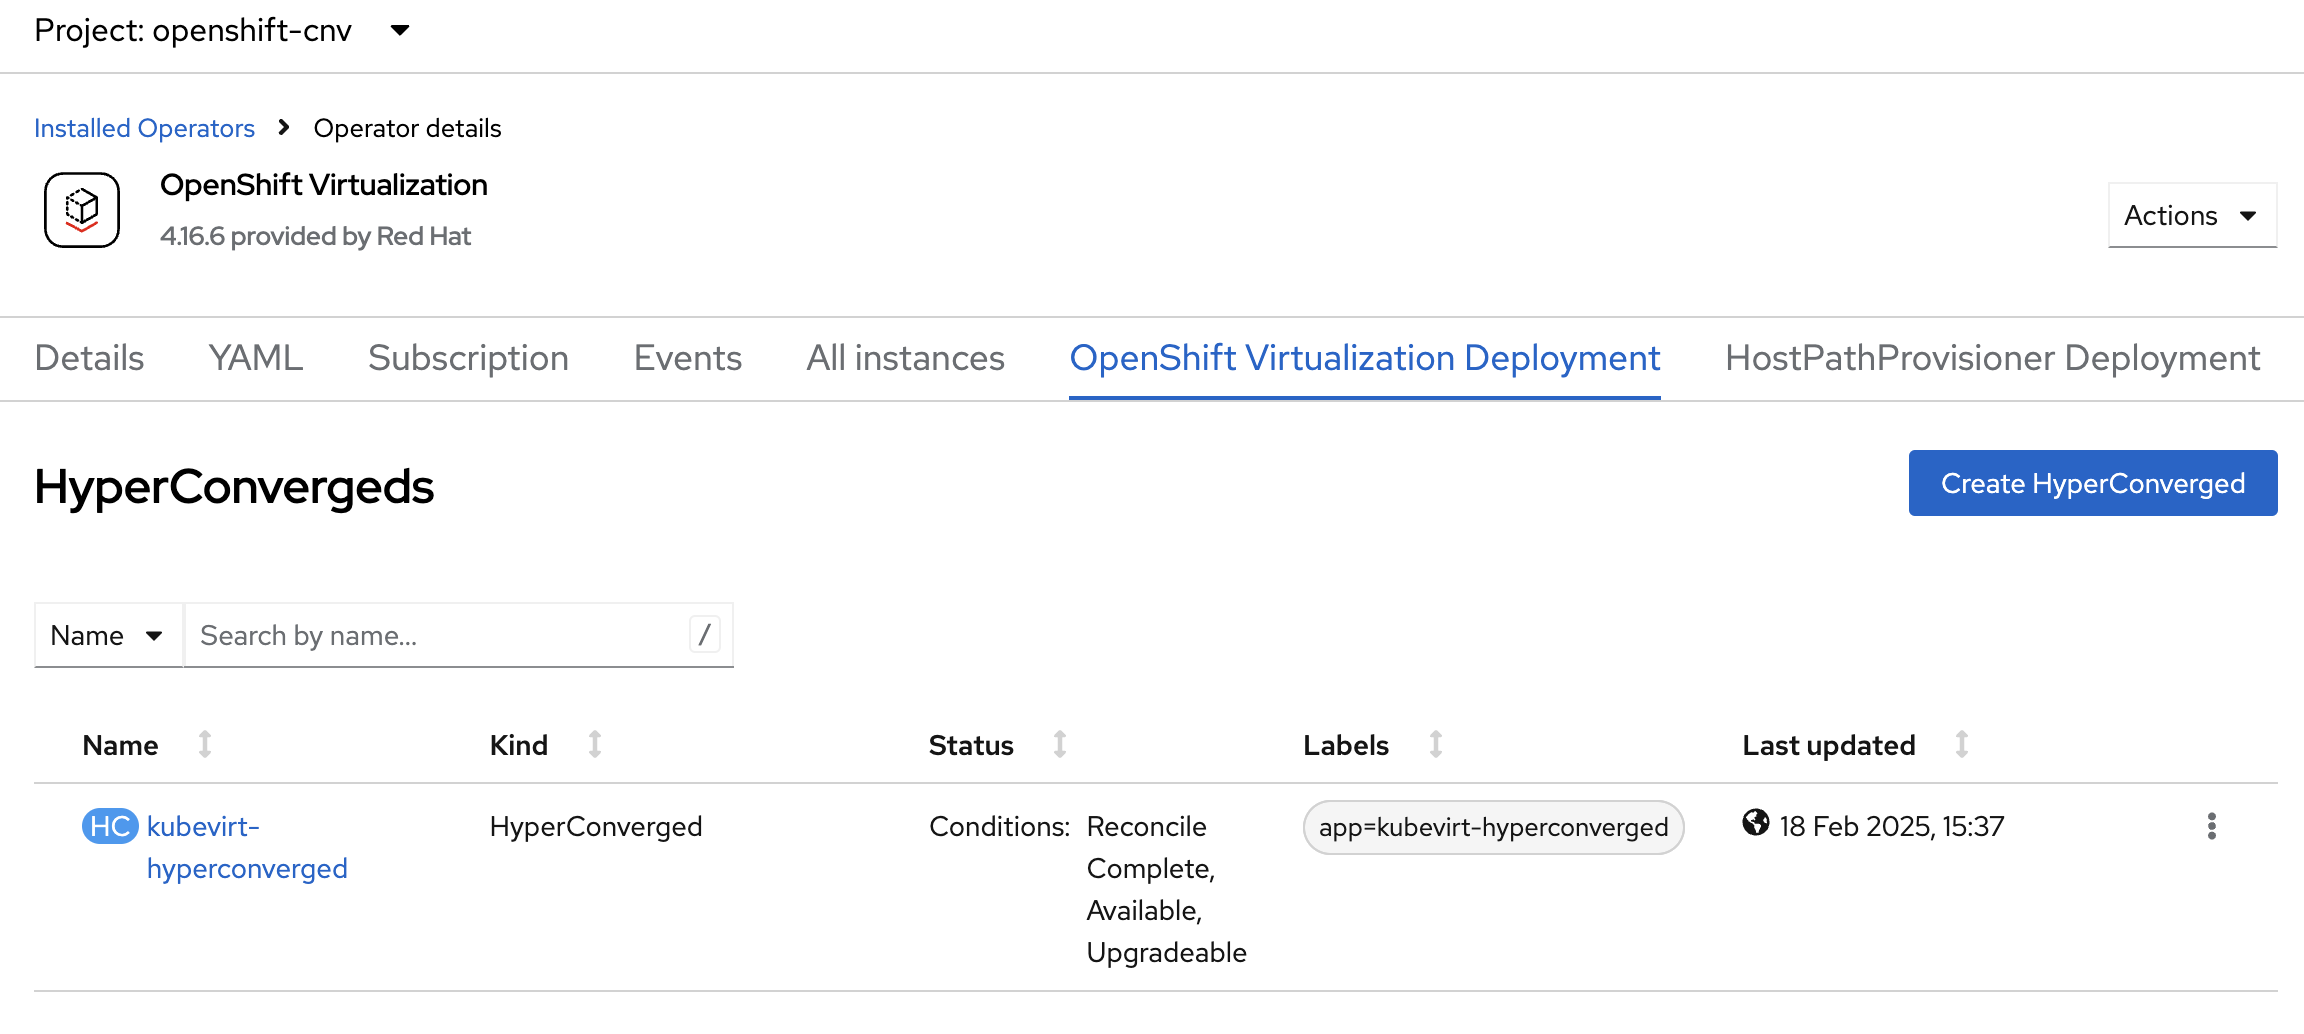 Project: openshift-cnv
Installed Operators Operator details
OpenShift Virtualization
4.16.6 provided by Red Hat
Actions
Details YAML Subscription Events All instances OpenShift Virtualization Deployment HostPathProvisioner Deployment
HyperConvergeds
Create HyperConverged
Name Search by name... /
Name Kind Status Labels Last updated
HC kubevirt- HyperConverged Conditions: Reconcile app=kubevirt-hyperconverged 18 Feb 2025, 15:37
hyperconverged Complete,
Available,
Upgradeable